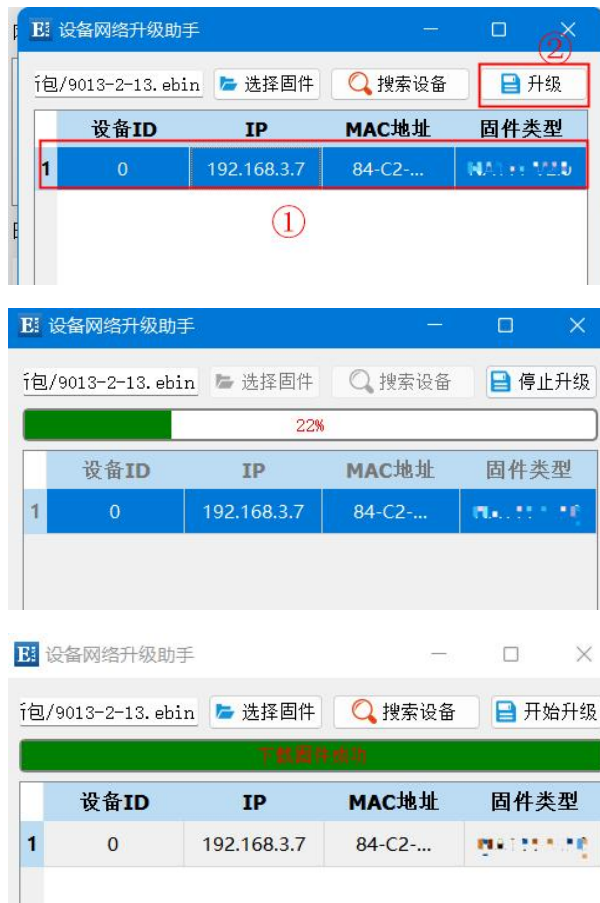 设备网络升级助手
②
包/9013-2-13.ebin 选择固件 搜索设备 升级
设备ID IP MAC地址 固件类型
1 0 192.168.3.7 84-C2-...
①
设备网络升级助手
包/9013-2-13.ebin 选择固件 搜索设备 停止升级
22%
设备ID IP MAC地址 固件类型
1 0 192.168.3.7 84-C2-...
设备网络升级助手
包/9013-2-13.ebin 选择固件 搜索设备 开始升级
下载固件成功
设备ID IP MAC地址 固件类型
1 0 192.168.3.7 84-C2-...